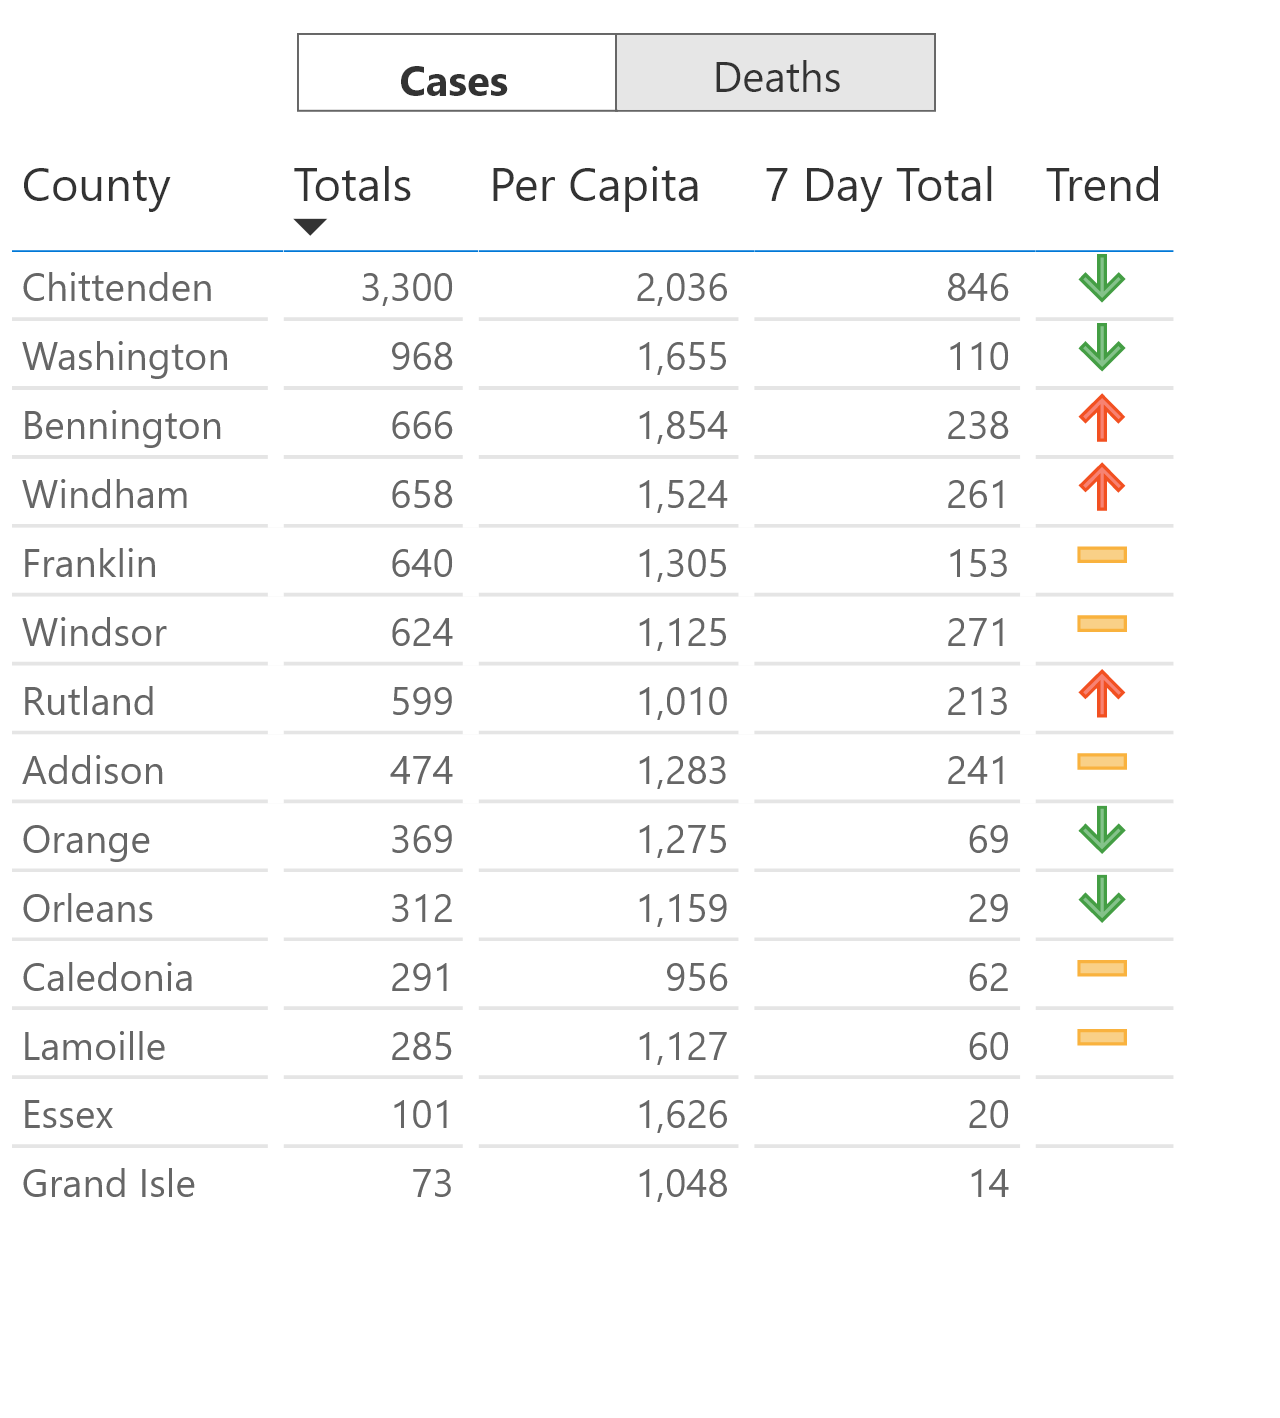 Cases Deaths
County Totals Per Capita 7 Day Total Trend
Chittenden 3,300 2,036 846
Washington 968 1,655 110
Bennington 666 1,854 238
Windham 658 1,524 261
Franklin 640 1,305 153
Windsor 624 1,125 271
Rutland 599 1,010 213
Addison 474 1,283 241
Orange 369 1,275 69
Orleans 312 1,159 29
Caledonia 291 956 62
Lamoille 285 1,127 60
Essex 101 1,626 20
Grand Isle 73 1,048 14